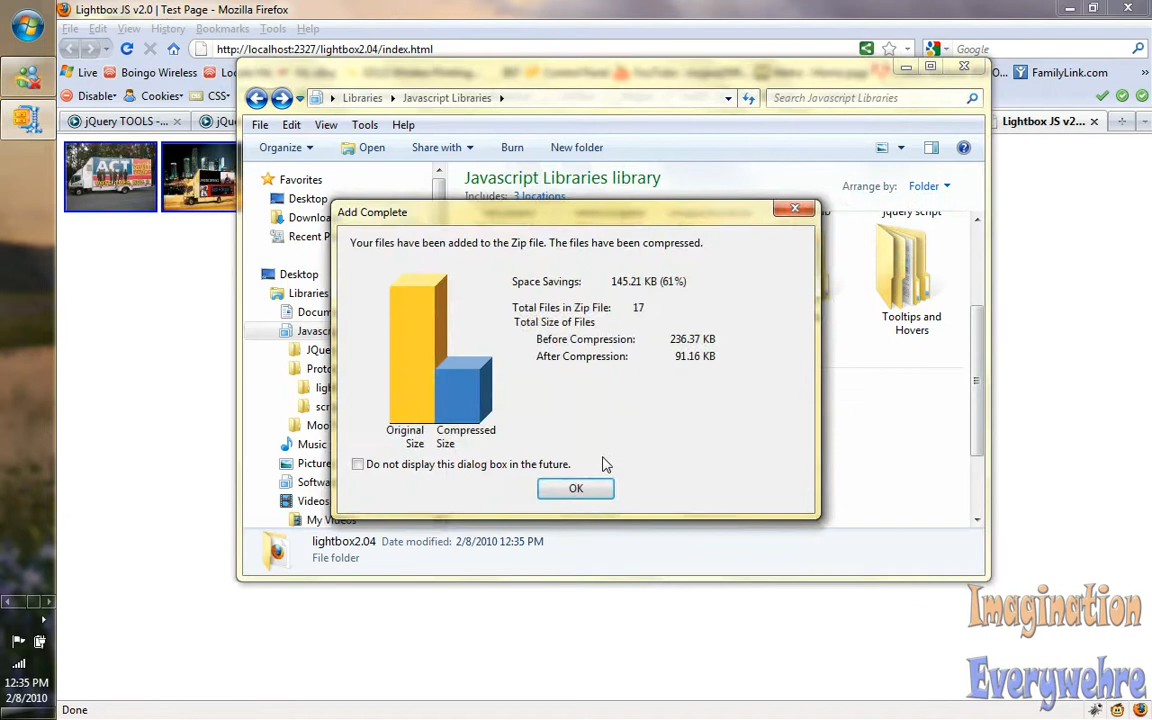 Lightbox JS v2.0 | Test Page - Mozilla Firefox
File Edit View History Bookmarks Tools Help
http://localhost:2327/lightbox2.04/index.html
Google
Live Boingo Wireless
FamilyLink.com
Disable Cookies CSS
jQuery TOOLS -...
Lightbox JS v2...
Libraries Javascript Libraries
Search Javascript Libraries
File Edit View Tools Help
Organize Open Share with Burn New folder
Favorites
Desktop
Recent P
Javascript Libraries library
Includes: 3 locations
Arrange by: Folder
jquery script
Tooltips and
Hovers
Desktop
Libraries
Music
My Videos
Add Complete
Your files have been added to the Zip file. The files have been compressed.
Space Savings: 145.21 KB (61%)
Total Files in Zip File: 17
Total Size of Files
Before Compression: 236.37 KB
After Compression: 91.16 KB
Original
Size
Compressed
Size
Do not display this dialog box in the future.
OK
lightbox2.04 Date modified: 2/8/2010 12:35 PM
File folder
ACT
12:35 PM
2/8/2010
Done
Imagination
Everywehre